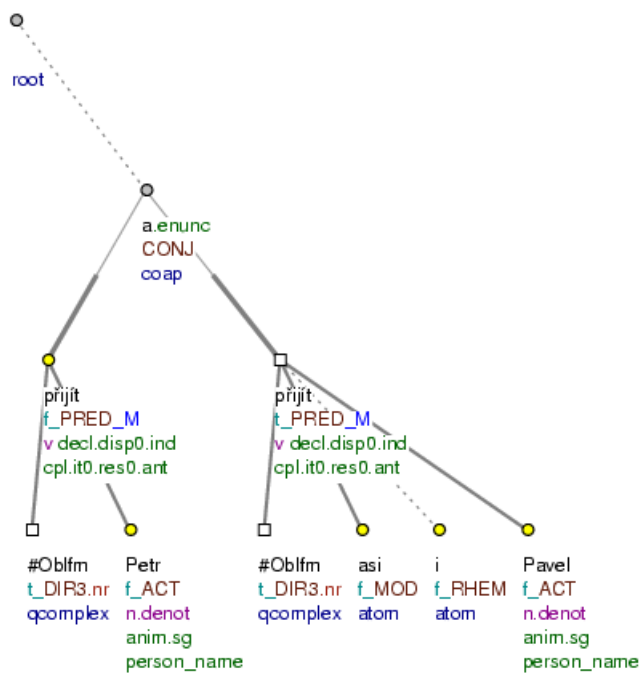 root
a.enunc
CONJ
coap
přijít
f_PRED_M
v decl.disp0.ind
cpl.it0.res0.ant
přijít
t_PRED_M
v decl.disp0.ind
cpl.it0.res0.ant
#Oblfm
t_DIR3.nr
qcomplex
Petr
f_ACT
n.denot
anim.sg
person_name
#Oblfm
t_DIR3.nr
qcomplex
asi
f_MOD
atom
i
f_RHEM
atom
Pavel
f_ACT
n.denot
anim.sg
person_name